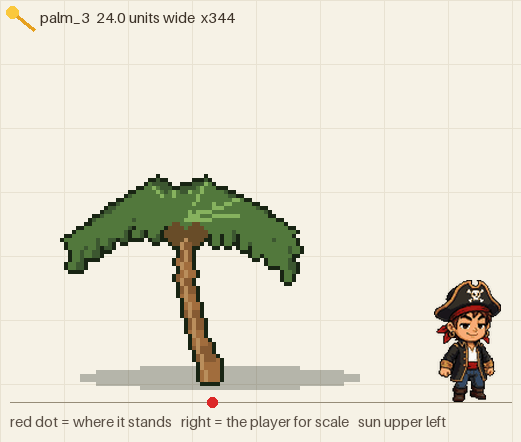 palm_3  24.0 units wide  x344
red dot = where it stands   right = the player for scale   sun upper left